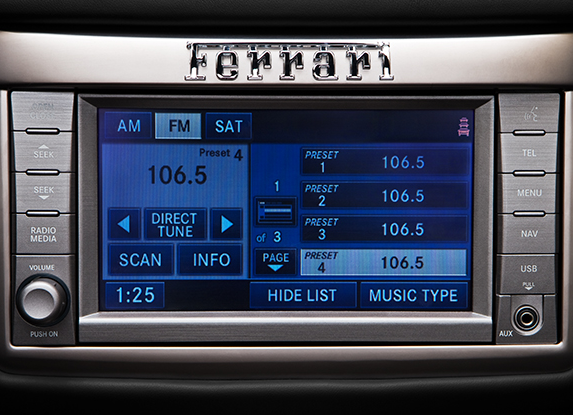 Ferrari
OPEN
CLOSE
SEEK
SEEK
RADIO
MEDIA
VOLUME
PUSH ON
AM FM SAT
Preset 4
106.5
DIRECT
TUNE
SCAN INFO
1
of 3
PAGE
PRESET
1 106.5
PRESET
2 106.5
PRESET
3 106.5
PRESET
4 106.5
1:25 HIDE LIST MUSIC TYPE
TEL
MENU
NAV
USB
PULL
AUX